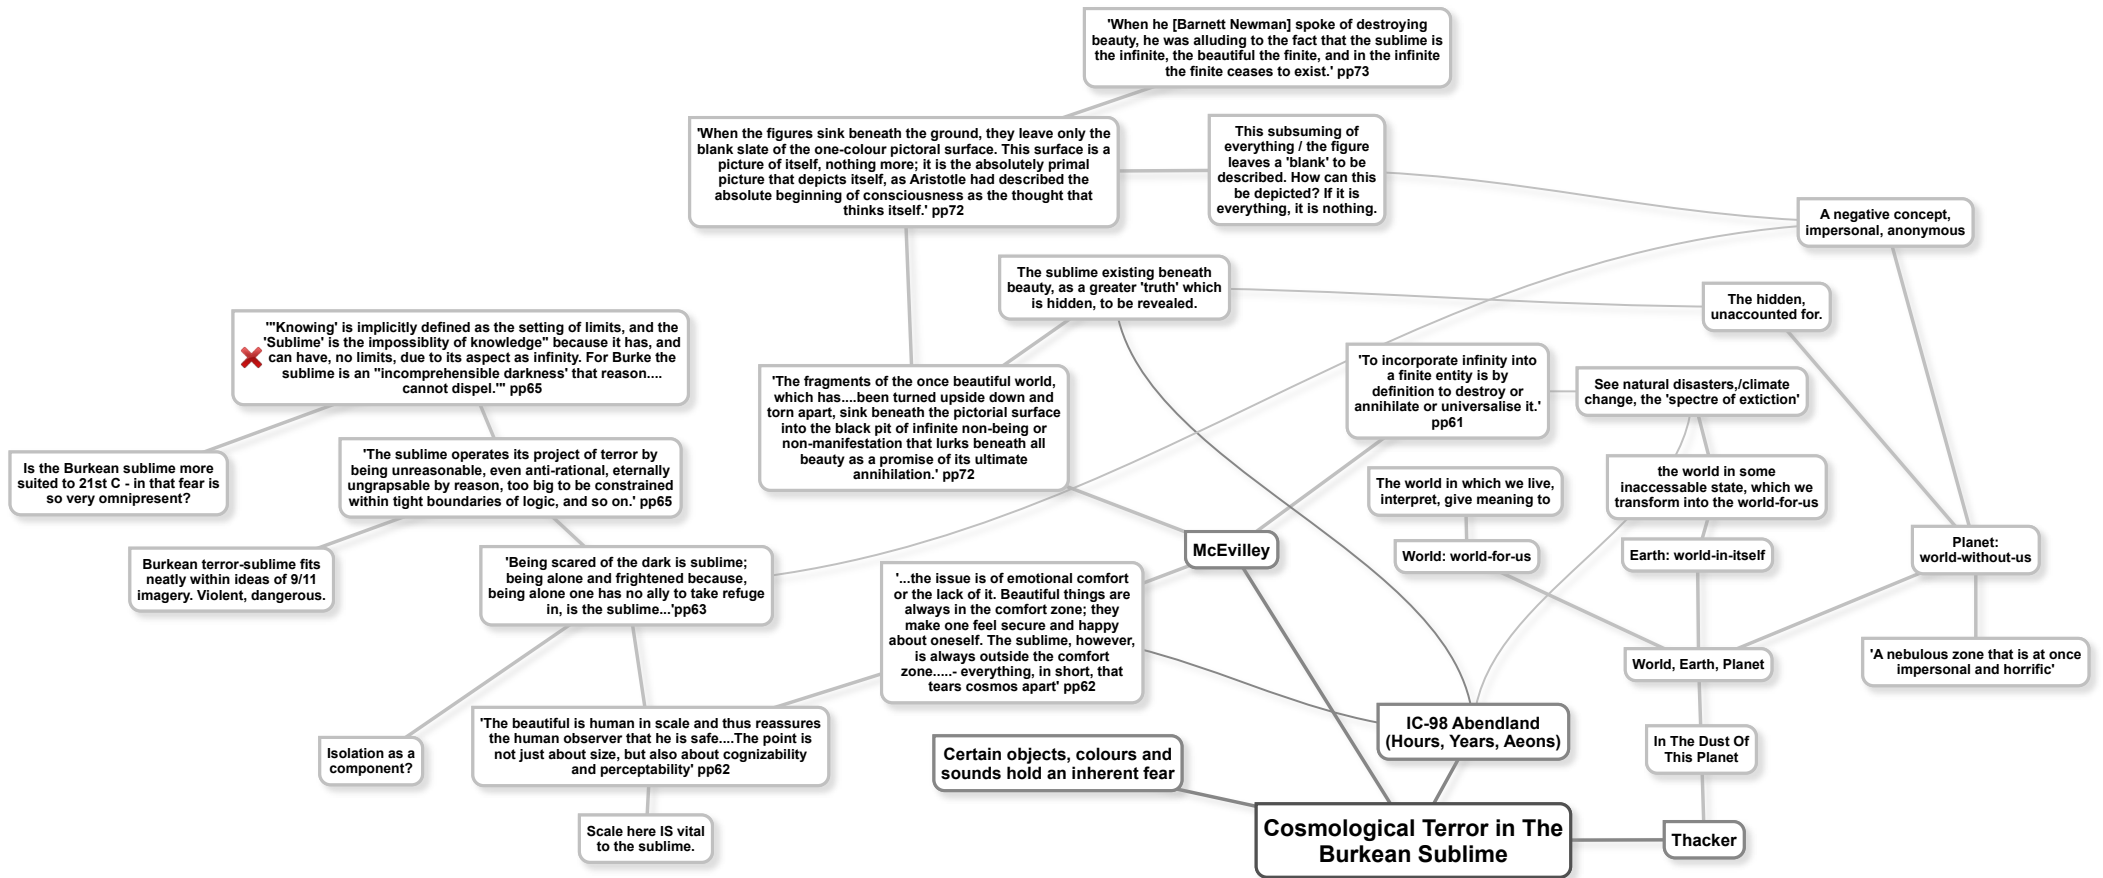 'When he [Barnett Newman] spoke of destroying
beauty, he was alluding to the fact that the sublime is
the infinite, the beautiful the finite, and in the infinite
the finite ceases to exist.' pp73
'When the figures sink beneath the ground, they leave only the
blank slate of the one-colour pictoral surface. This surface is a
picture of itself, nothing more; it is the absolutely primal
picture that depicts itself, as Aristotle had described the
absolute beginning of consciousness as the thought that
thinks itself.' pp72
This subsuming of
everything / the figure
leaves a 'blank' to be
described. How can this
be depicted? If it is
everything, it is nothing.
A negative concept,
impersonal, anonymous
The sublime existing beneath
beauty, as a greater 'truth' which
is hidden, to be revealed.
The hidden,
unaccounted for.
'"Knowing' is implicitly defined as the setting of limits, and the
'Sublime' is the impossiblity of knowledge" because it has, and
can have, no limits, due to its aspect as infinity. For Burke the
sublime is an "incomprehensible darkness' that reason....
cannot dispel.'" pp65
'To incorporate infinity into
a finite entity is by
definition to destroy or
annihilate or universalise it.'
pp61
See natural disasters,/climate
change, the 'spectre of extiction'
'The fragments of the once beautiful world,
which has....been turned upside down and
torn apart, sink beneath the pictorial surface
into the black pit of infinite non-being or
non-manifestation that lurks beneath all
beauty as a promise of its ultimate
annihilation.' pp72
Is the Burkean sublime more
suited to 21st C - in that fear is
so very omnipresent?
'The sublime operates its project of terror by
being unreasonable, even anti-rational, eternally
ungrapsable by reason, too big to be constrained
within tight boundaries of logic, and so on.' pp65
The world in which we live,
interpret, give meaning to
the world in some
inaccessable state, which we
transform into the world-for-us
McEvilley
World: world-for-us
Earth: world-in-itself
Planet:
world-without-us
Burkean terror-sublime fits
neatly within ideas of 9/11
imagery. Violent, dangerous.
'Being scared of the dark is sublime;
being alone and frightened because,
being alone one has no ally to take refuge
in, is the sublime...'pp63
'...the issue is of emotional comfort
or the lack of it. Beautiful things are
always in the comfort zone; they
make one feel secure and happy
about oneself. The sublime, however,
is always outside the comfort
zone.....- everything, in short, that
tears cosmos apart' pp62
World, Earth, Planet
'A nebulous zone that is at once
impersonal and horrific'
Isolation as a
component?
'The beautiful is human in scale and thus reassures
the human observer that he is safe....The point is
not just about size, but also about cognizability
and perceptability' pp62
Certain objects, colours and
sounds hold an inherent fear
IC-98 Abendland
(Hours, Years, Aeons)
In The Dust Of
This Planet
Scale here IS vital
to the sublime.
Cosmological Terror in The
Burkean Sublime
Thacker